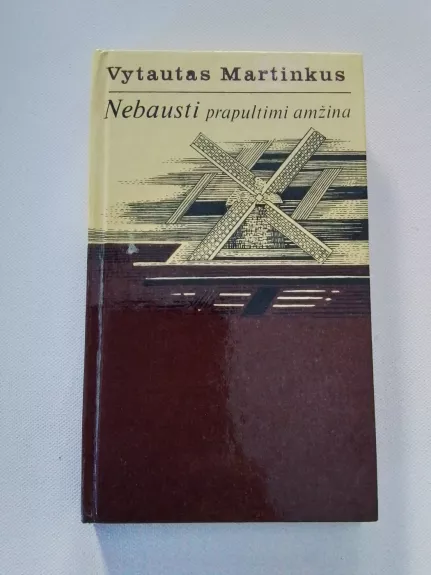 Vytautas Martinkus
Nebausti prapultimi amžina